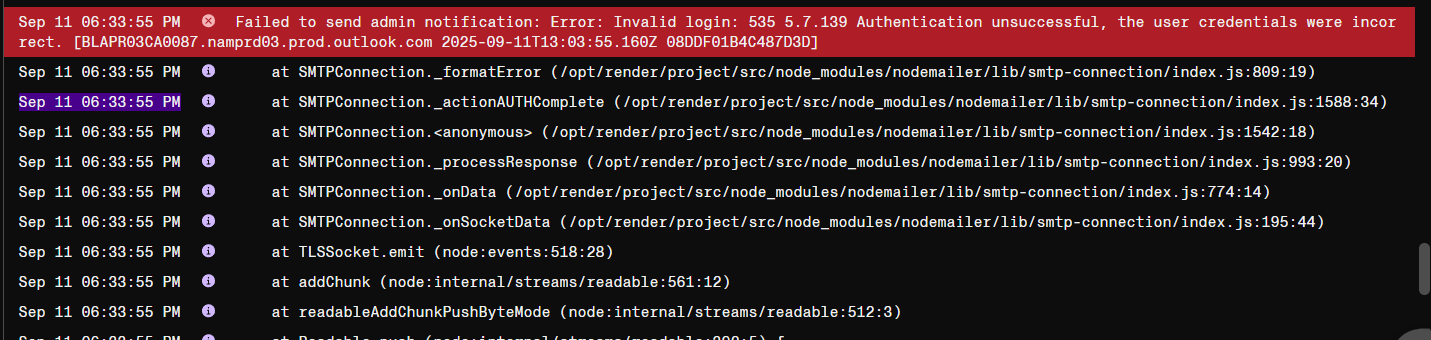 Sep 11 06:33:55 PM Failed to send admin notification: Error: Invalid login: 535 5.7.139 Authentication unsuccessful, the user credentials were incor
rect. [BLAPR03CA0087.namprd03.prod.outlook.com 2025-09-11T13:03:55.160Z 08DDF01B4C487D3D]
Sep 11 06:33:55 PM at SMTPConnection._formatError (/opt/render/project/src/node_modules/nodemailer/lib/smtp-connection/index.js:809:19)
Sep 11 06:33:55 PM at SMTPConnection._actionAUTHComplete (/opt/render/project/src/node_modules/nodemailer/lib/smtp-connection/index.js:1588:34)
Sep 11 06:33:55 PM at SMTPConnection.<anonymous> (/opt/render/project/src/node_modules/nodemailer/lib/smtp-connection/index.js:1542:18)
Sep 11 06:33:55 PM at SMTPConnection._processResponse (/opt/render/project/src/node_modules/nodemailer/lib/smtp-connection/index.js:993:20)
Sep 11 06:33:55 PM at SMTPConnection._onData (/opt/render/project/src/node_modules/nodemailer/lib/smtp-connection/index.js:774:14)
Sep 11 06:33:55 PM at SMTPConnection._onSocketData (/opt/render/project/src/node_modules/nodemailer/lib/smtp-connection/index.js:195:44)
Sep 11 06:33:55 PM at TLSSocket.emit (node:events:518:28)
Sep 11 06:33:55 PM at addChunk (node:internal/streams/readable:561:12)
Sep 11 06:33:55 PM at readableAddChunkPushByteMode (node:internal/streams/readable:512:3)
Sep 11 06:33:55 PM at Readable.push